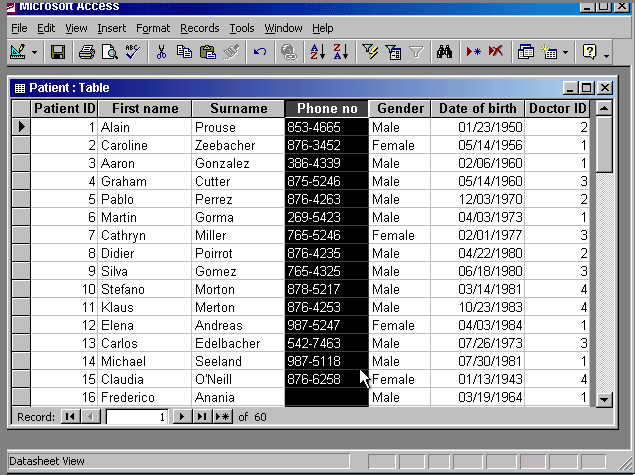 Microsoft Access
File Edit View Insert Format Records Tools Window Help
ABC
A Z Z A
?
Patient : Table
Patient ID First name Surname Phone no Gender Date of birth Doctor ID
1 Alain Prouse 853-4665 Male 01/23/1950 2
2 Caroline Zeebacher 876-3452 Female 05/14/1956 1
3 Aaron Gonzalez 386-4339 Male 02/06/1960 1
4 Graham Cutter 875-5246 Male 05/14/1960 3
5 Pablo Perrez 876-4263 Male 12/03/1970 2
6 Martin Gorma 269-5423 Male 04/03/1973 1
7 Cathryn Miller 765-5246 Female 02/01/1977 3
8 Didier Poirrot 876-4235 Male 04/22/1980 2
9 Silva Gomez 765-4325 Male 06/18/1980 3
10 Stefano Morton 878-5217 Male 03/14/1981 4
11 Klaus Merton 876-4253 Male 10/23/1983 4
12 Elena Andreas 987-5247 Female 04/03/1984 1
13 Carlos Edelbacher 542-7463 Male 07/26/1973 3
14 Michael Seeland 987-5118 Male 07/30/1981 1
15 Claudia O'Neill 876-6258 Female 01/13/1943 4
16 Frederico Anania Male 03/19/1964 1
Record: 1 of 60
Datasheet View